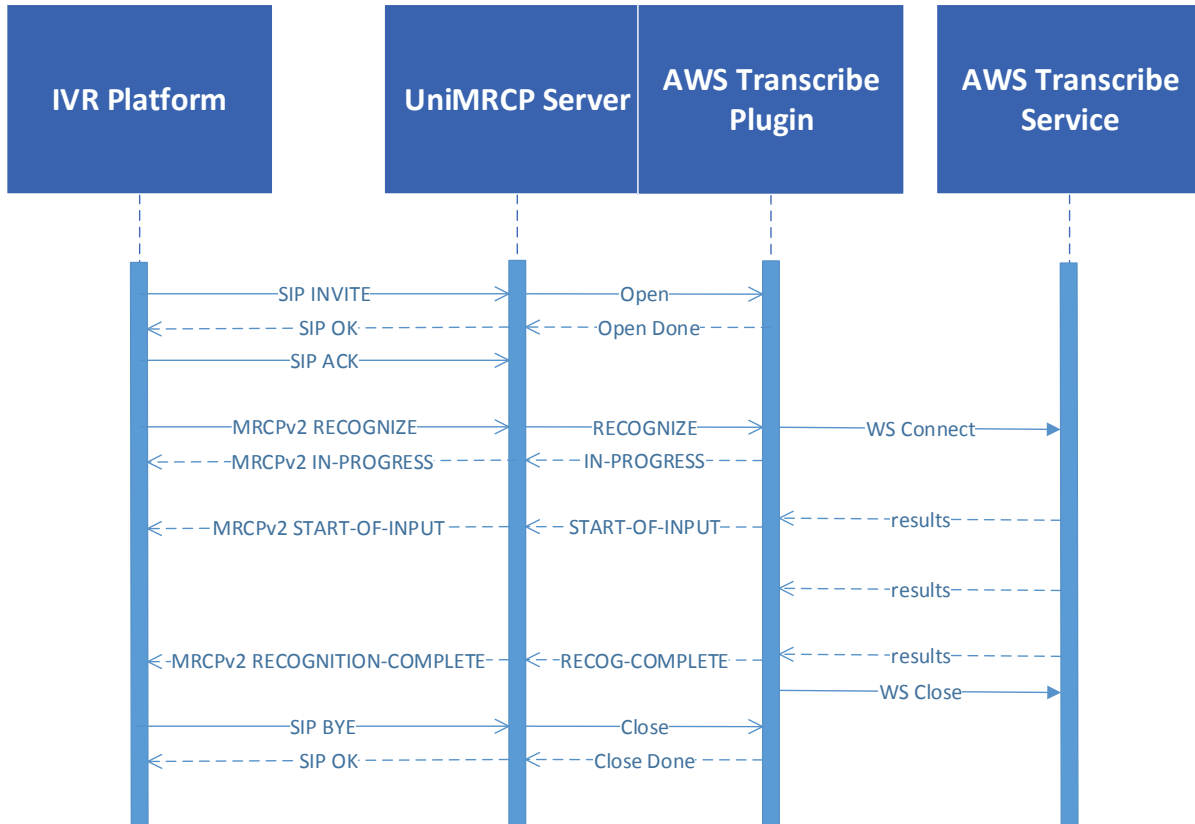 IVR Platform
UniMRCP Server
AWS Transcribe
Plugin
AWS Transcribe
Service
SIP INVITE
Open
SIP OK
Open Done
SIP ACK
MRCPv2 RECOGNIZE
RECOGNIZE
WS Connect
MRCPv2 IN-PROGRESS
IN-PROGRESS
MRCPv2 START-OF-INPUT
START-OF-INPUT
results
results
MRCPv2 RECOGNITION-COMPLETE
RECOG-COMPLETE
results
WS Close
SIP BYE
Close
SIP OK
Close Done